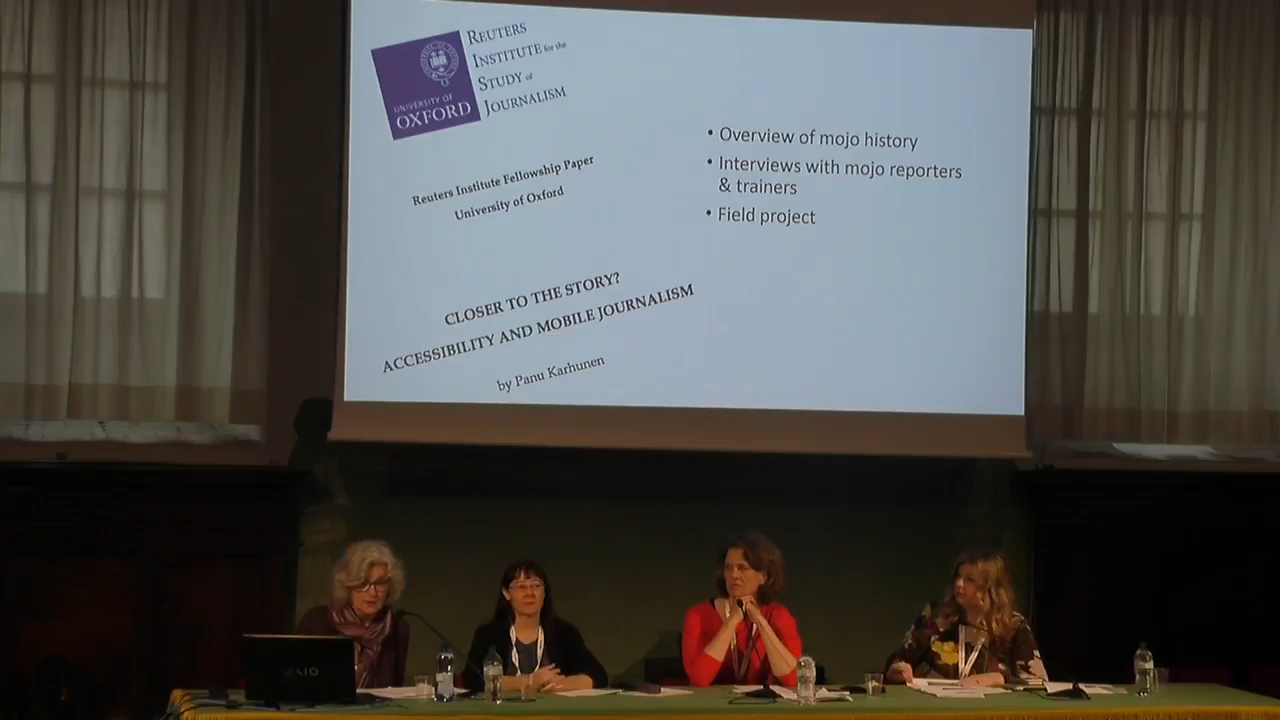 REUTERS
INSTITUTE for the
STUDY of
JOURNALISM
UNIVERSITY OF
OXFORD
Reuters Institute Fellowship Paper
University of Oxford
CLOSER TO THE STORY?
ACCESSIBILITY AND MOBILE JOURNALISM
by Panu Karhunen
• Overview of mojo history
• Interviews with mojo reporters
& trainers
• Field project
VAIO